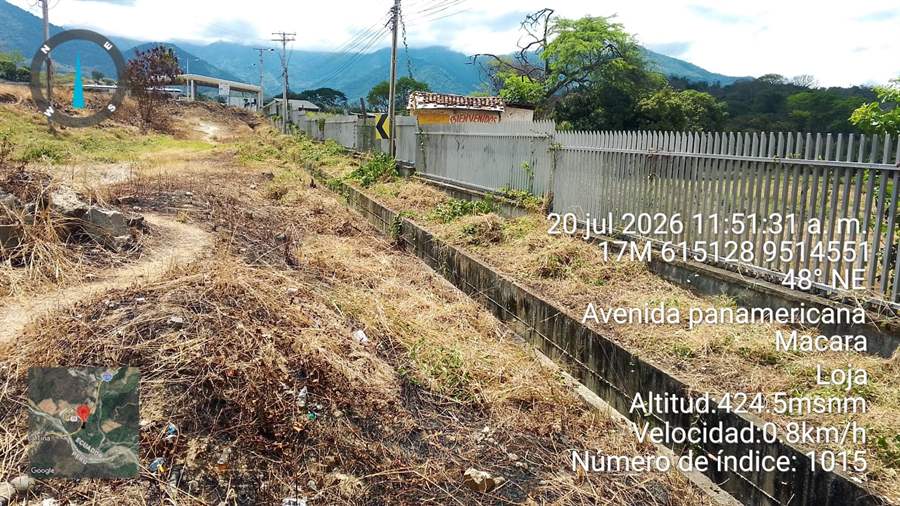 BIENVENIDOS
20 jul 2026 11:51:31 a. m.
17M 615128 9514551
48° NE
Avenida panamericana
Macara
Loja
Altitud:424.5msnm
Velocidad:0.8km/h
Número de índice: 1015
N
E
S
W
Google